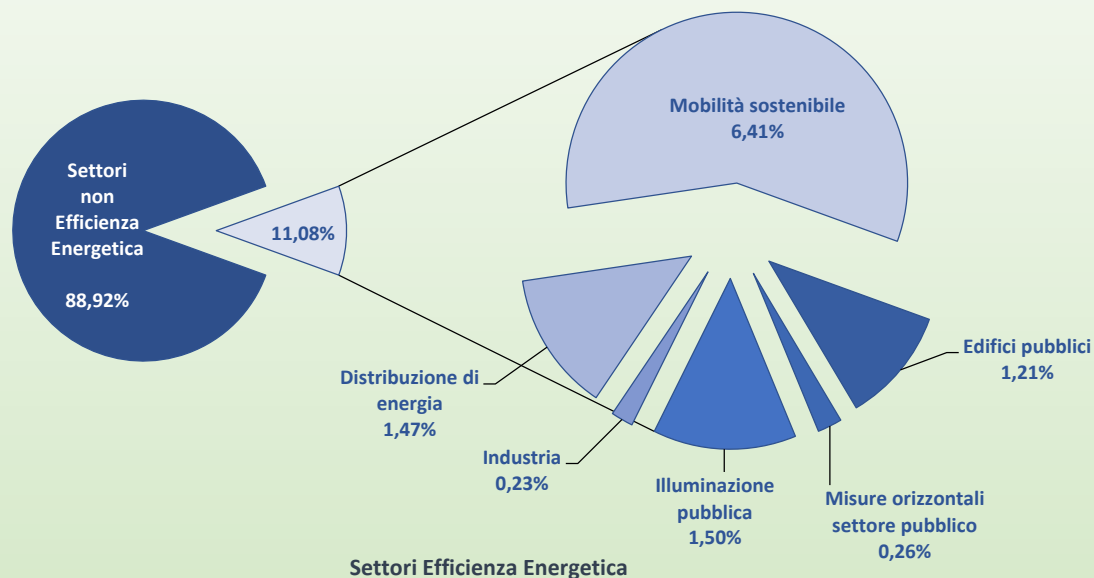 Settori
non
Efficienza
Energetica
88,92%
11,08%
Mobilità sostenibile
6,41%
Edifici pubblici
1,21%
Distribuzione di
energia
1,47%
Industria
0,23%
Illuminazione
pubblica
1,50%
Misure orizzontali
settore pubblico
0,26%
Settori Efficienza Energetica